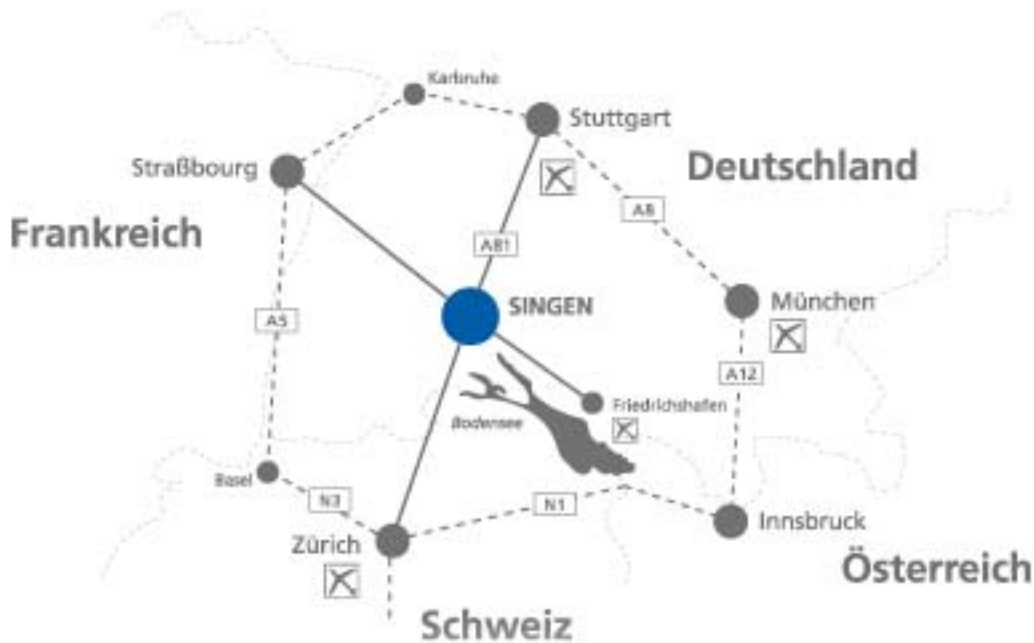 Karlsruhe
Stuttgart
Straßbourg
Deutschland
A8
Frankreich
A81
SINGEN
München
A5
A12
Friedrichshafen
Bodensee
Basel
N3
N1
Innsbruck
Zürich
Österreich
Schweiz